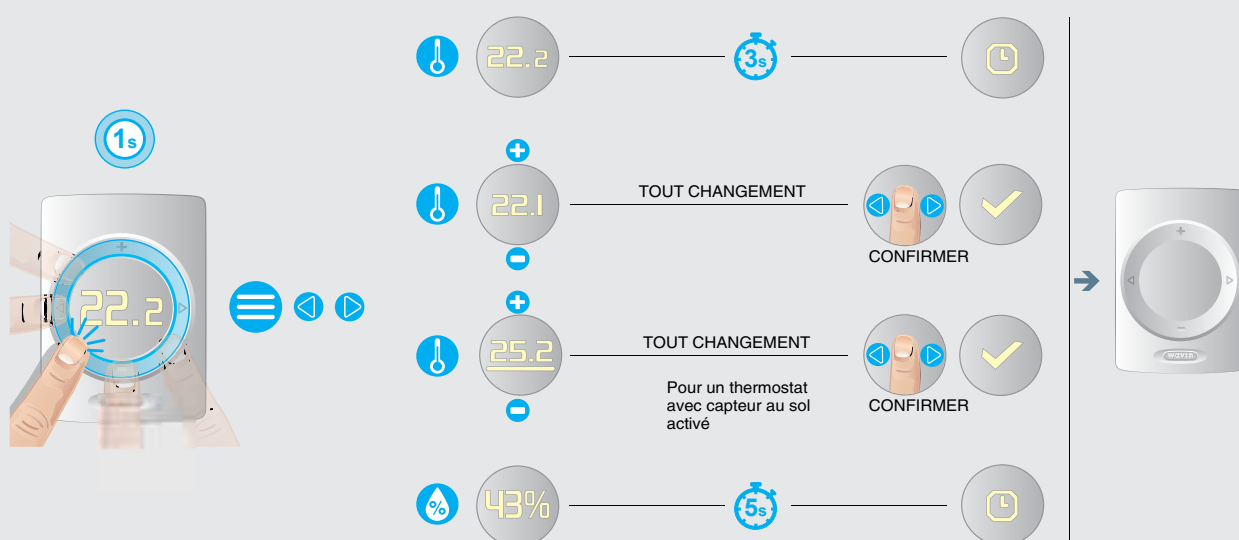 22.2
3s
1s
22.1
TOUT CHANGEMENT
CONFIRMER
22.2
wavin
25.2
TOUT CHANGEMENT
Pour un thermostat
avec capteur au sol
activé
CONFIRMER
%
43%
5s